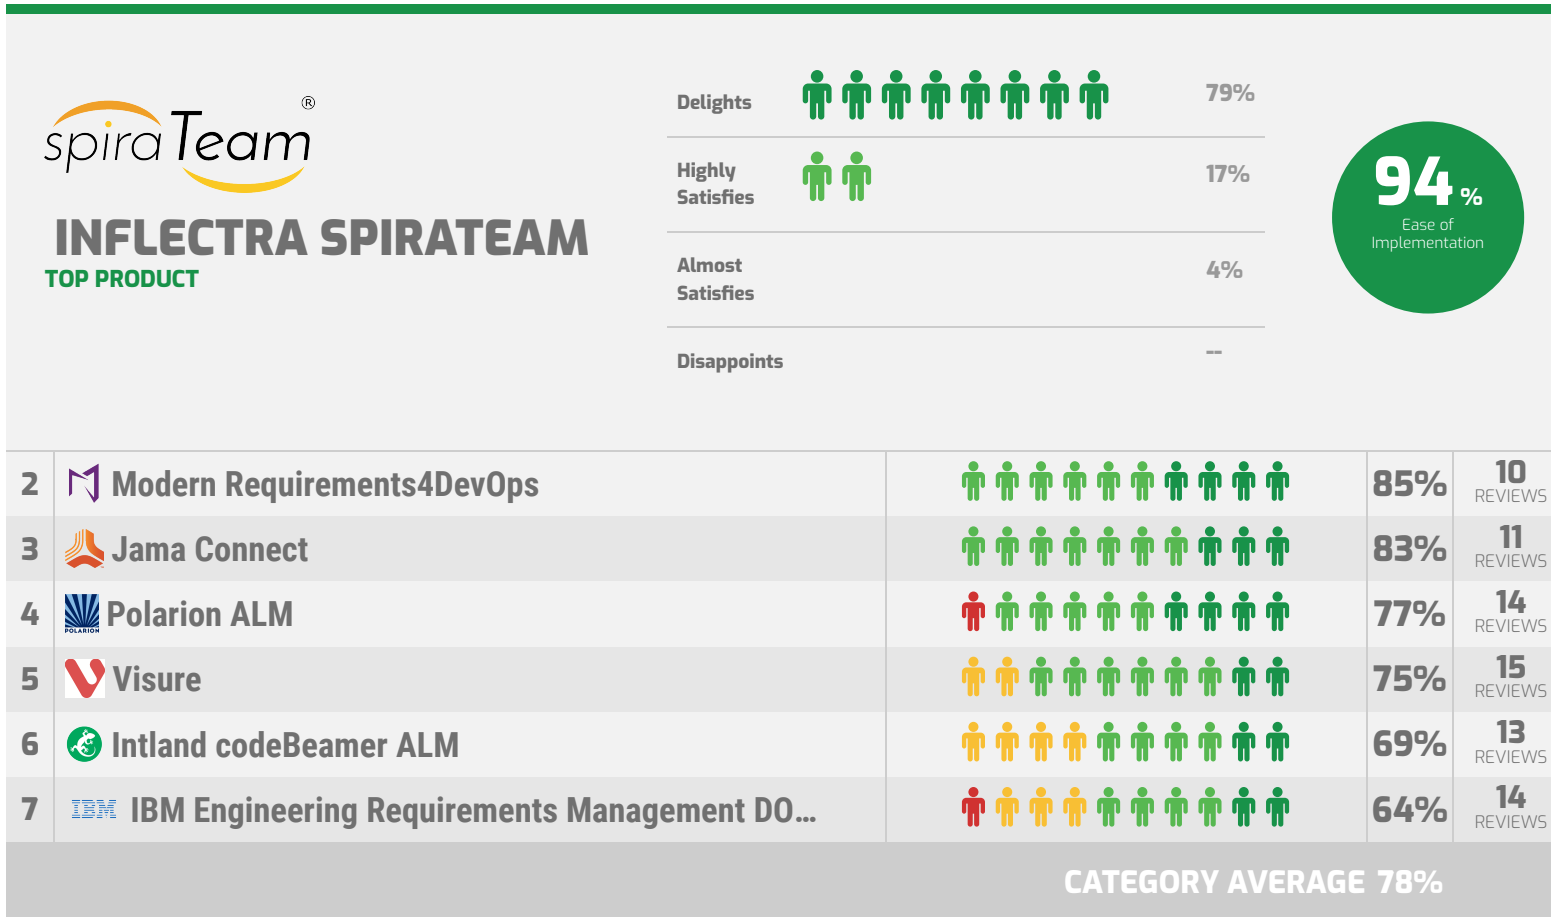 spiraTeam®
INFLECTRA SPIRATEAM
TOP PRODUCT
Delights 79%
Highly
Satisfies 17%
Almost
Satisfies 4%
Disappoints --
94%
Ease of
Implementation
2 Modern Requirements4DevOps 85% 10 REVIEWS
3 Jama Connect 83% 11 REVIEWS
4 POLARION Polarion ALM 77% 14 REVIEWS
5 Visure 75% 15 REVIEWS
6 Intland codeBeamer ALM 69% 13 REVIEWS
7 IBM IBM Engineering Requirements Management DO... 64% 14 REVIEWS
CATEGORY AVERAGE 78%